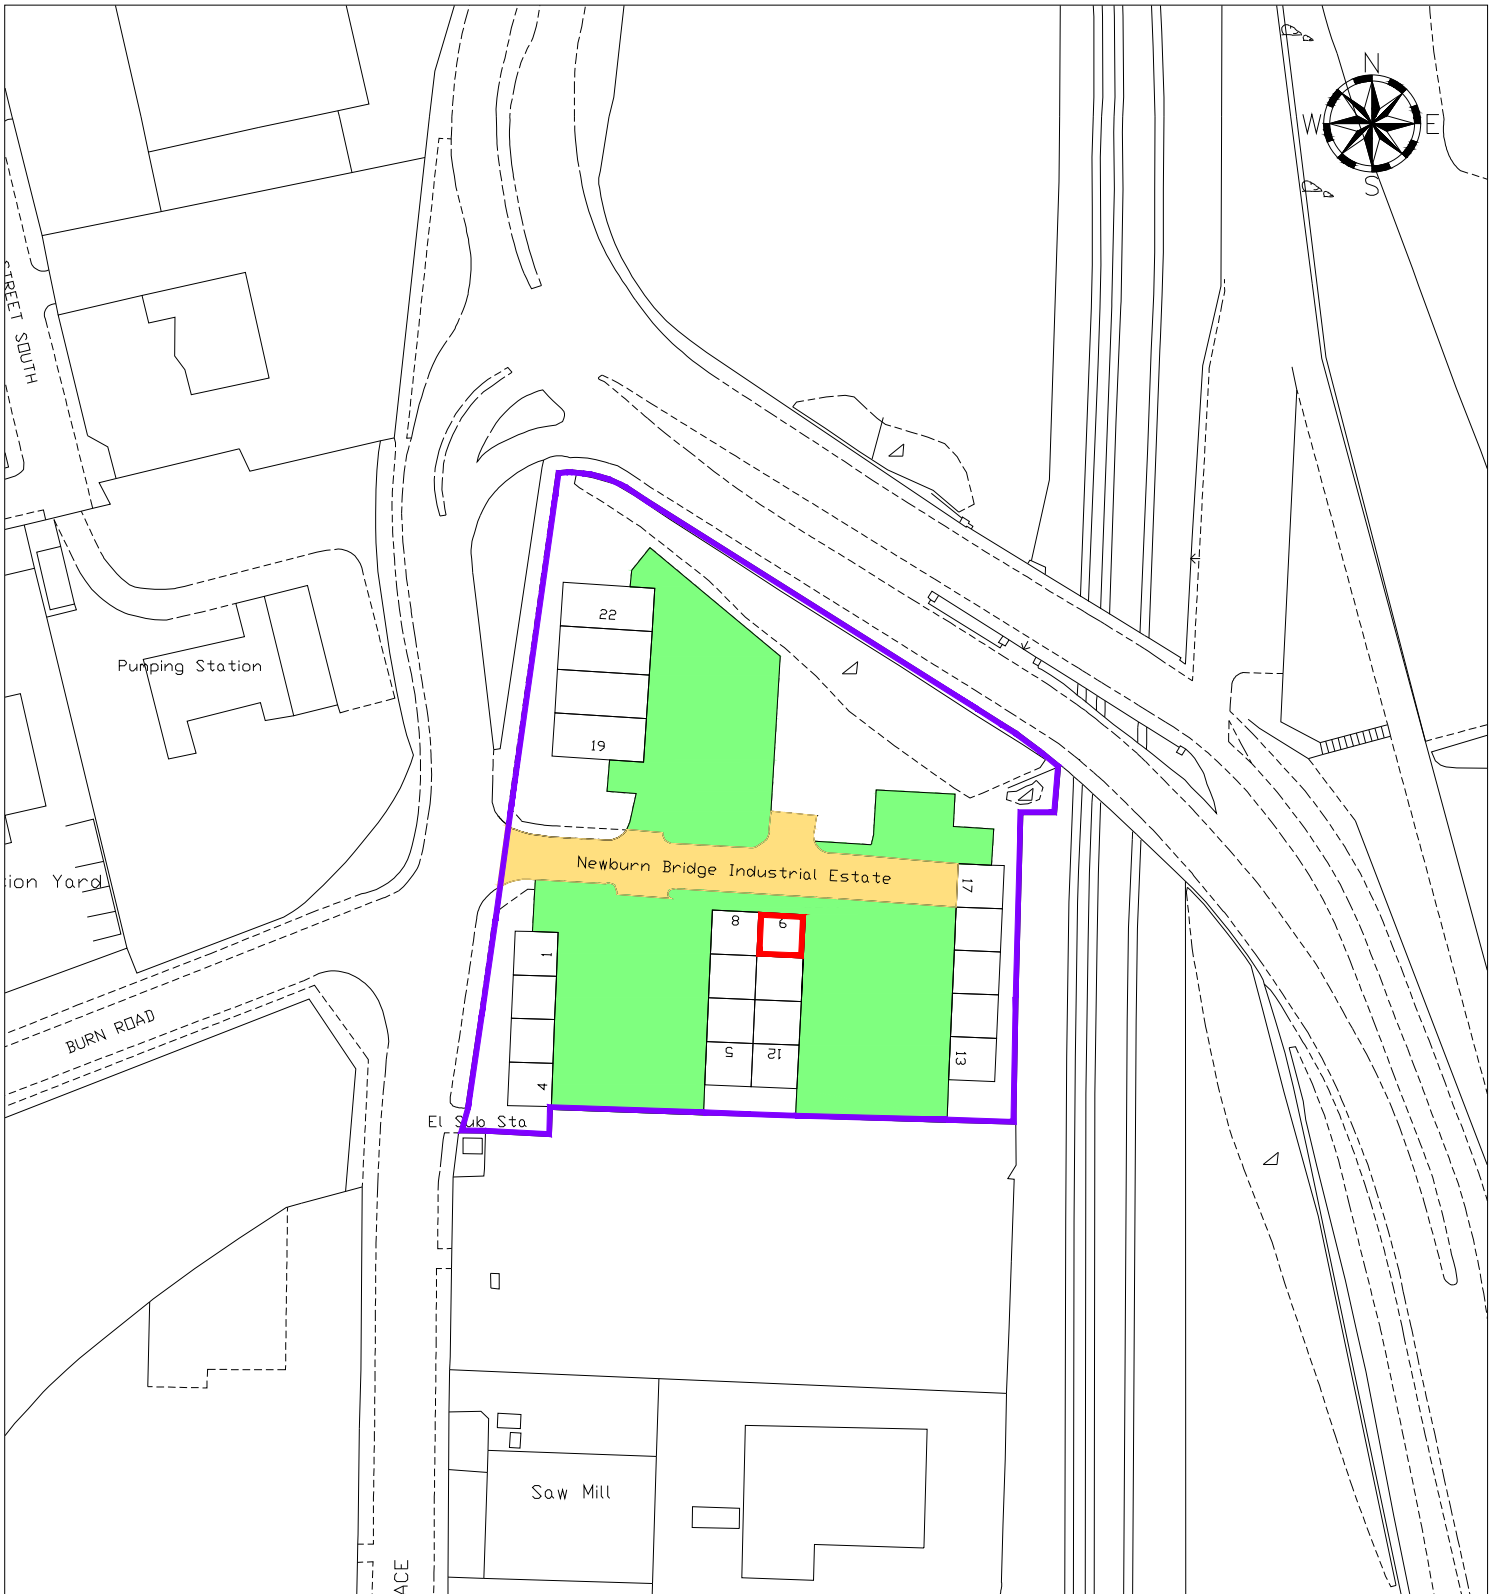 N
W E
S
STREET SOUTH
22
Pumping Station
19
Newburn Bridge Industrial Estate
ion Yard
17
8
9
1
BURN ROAD
5
12
13
4
El Sub Sta
Saw Mill
ACE